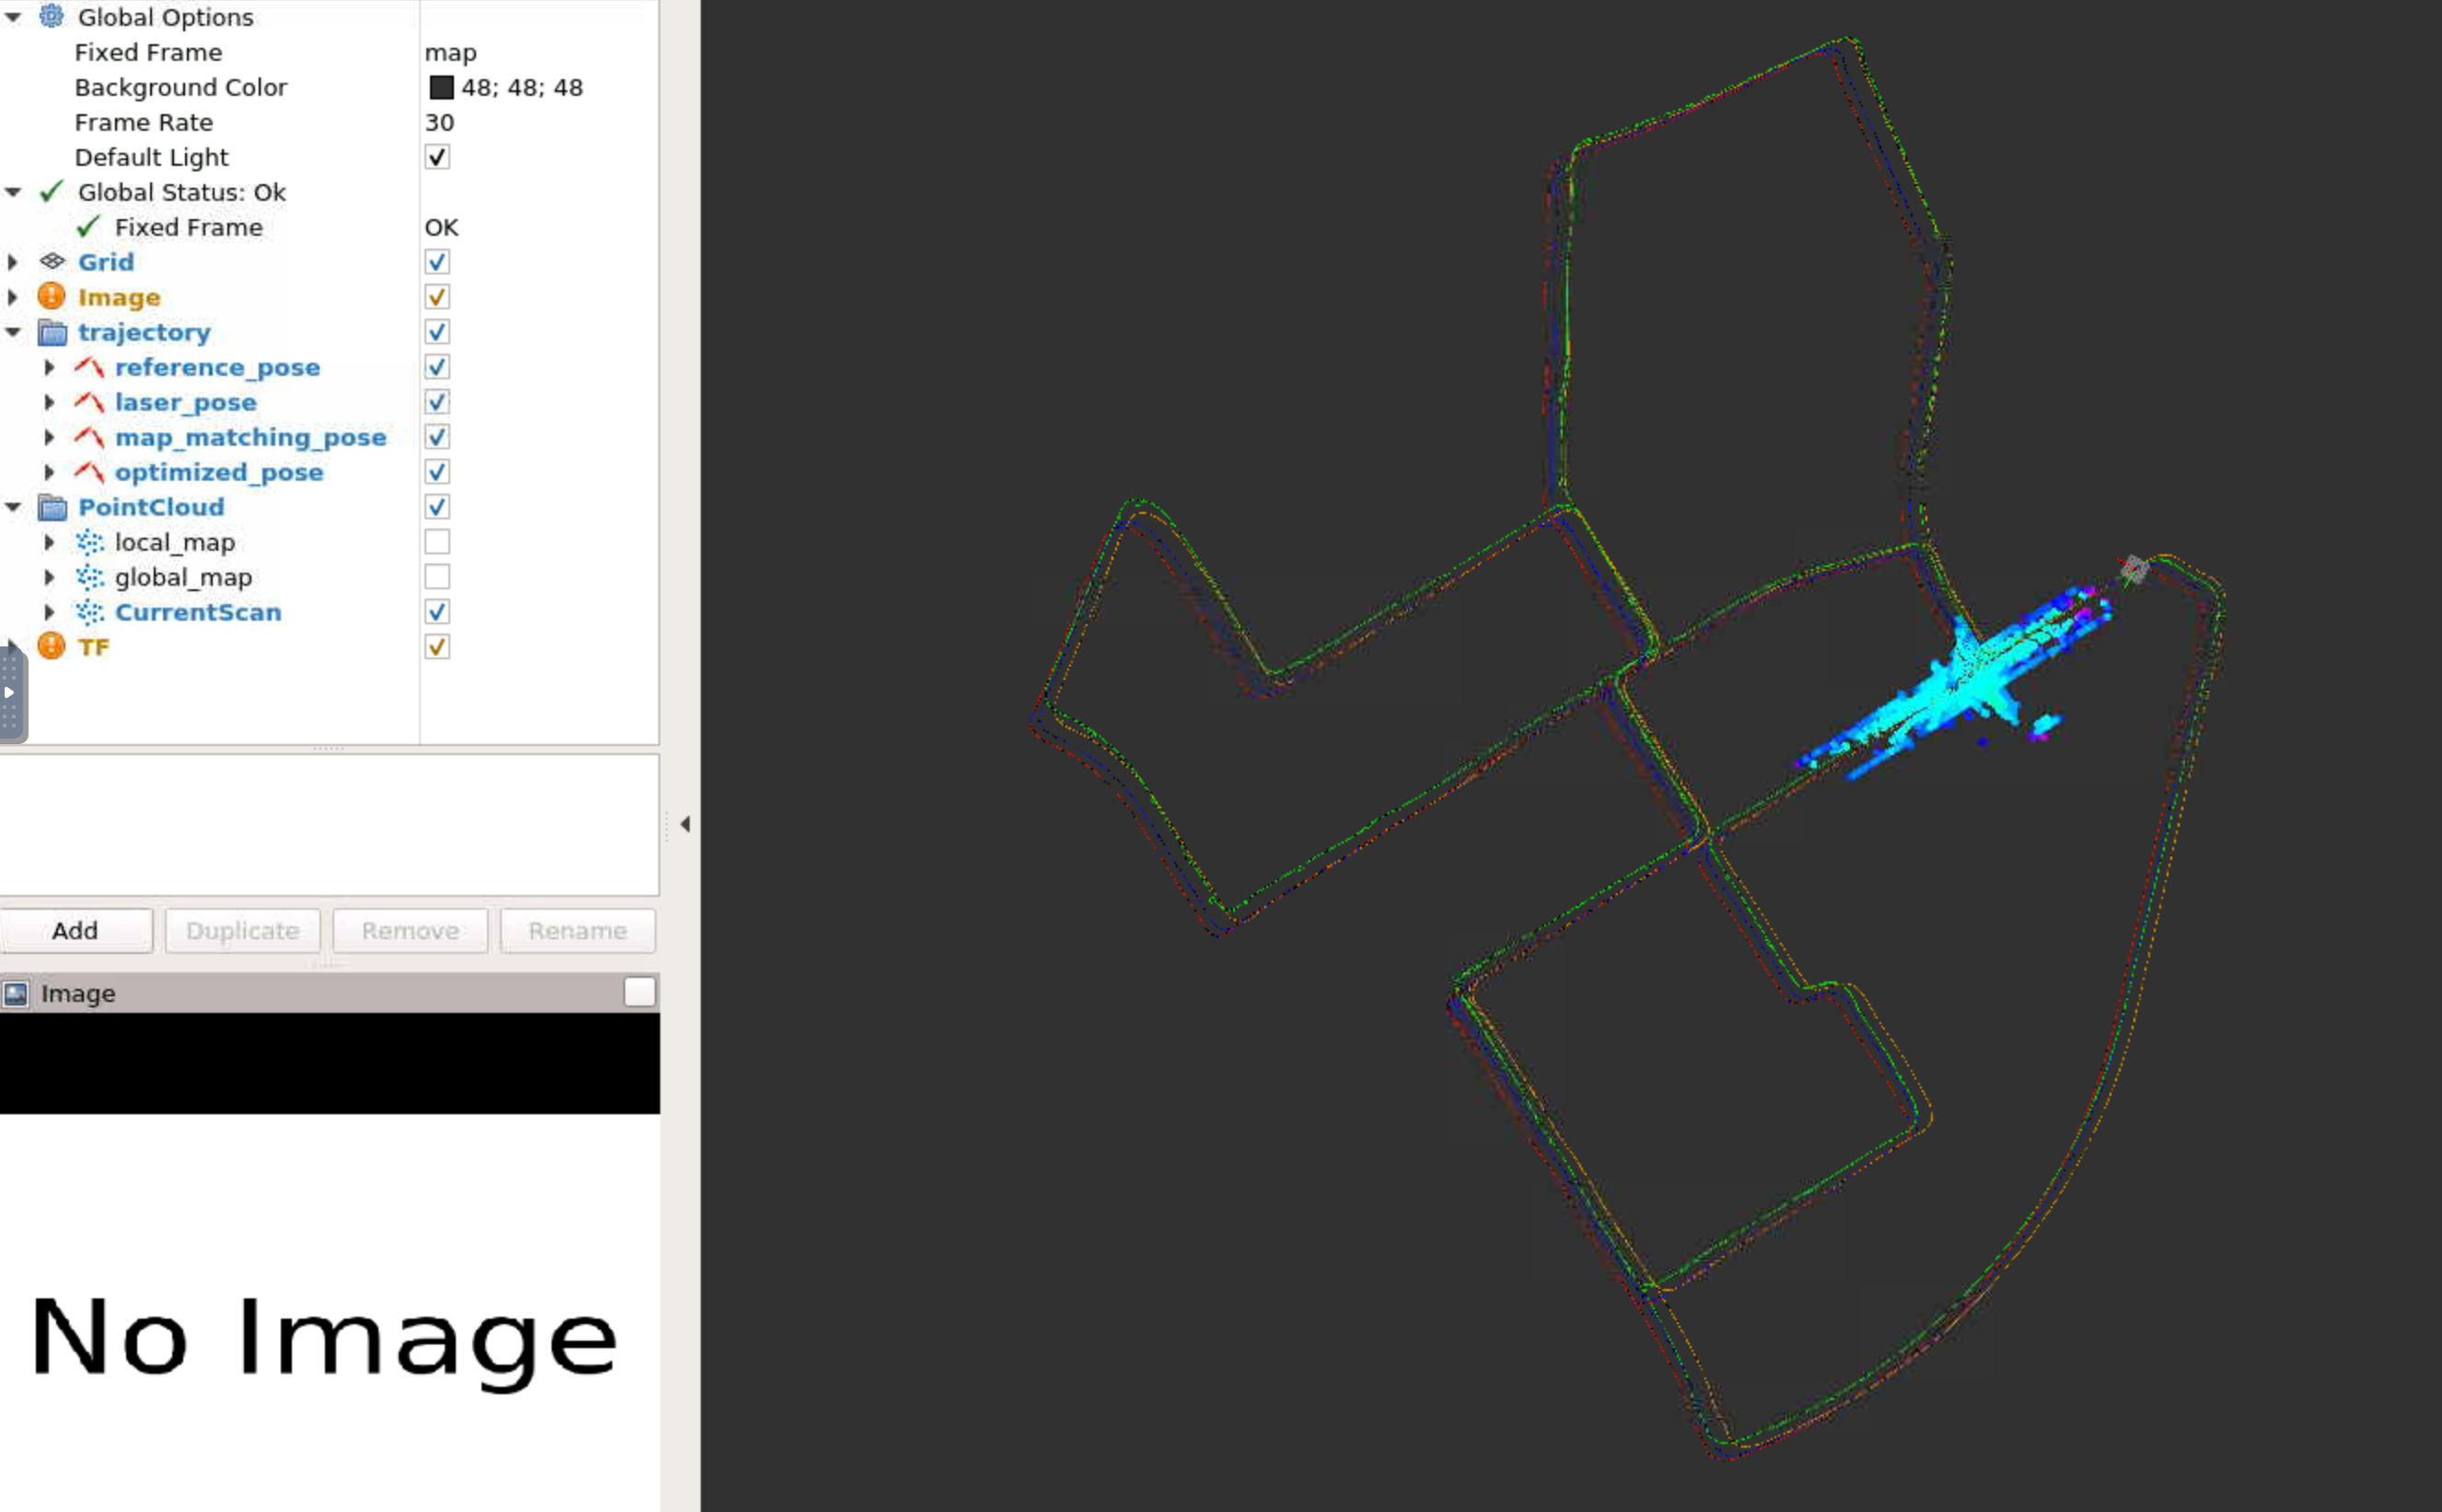 Global Options
Fixed Frame map
Background Color 48; 48; 48
Frame Rate 30
Default Light
Global Status: Ok
Fixed Frame OK
Grid
Image
trajectory
reference_pose
laser_pose
map_matching_pose
optimized_pose
PointCloud
local_map
global_map
CurrentScan
TF
Add Duplicate Remove Rename
Image
No Image